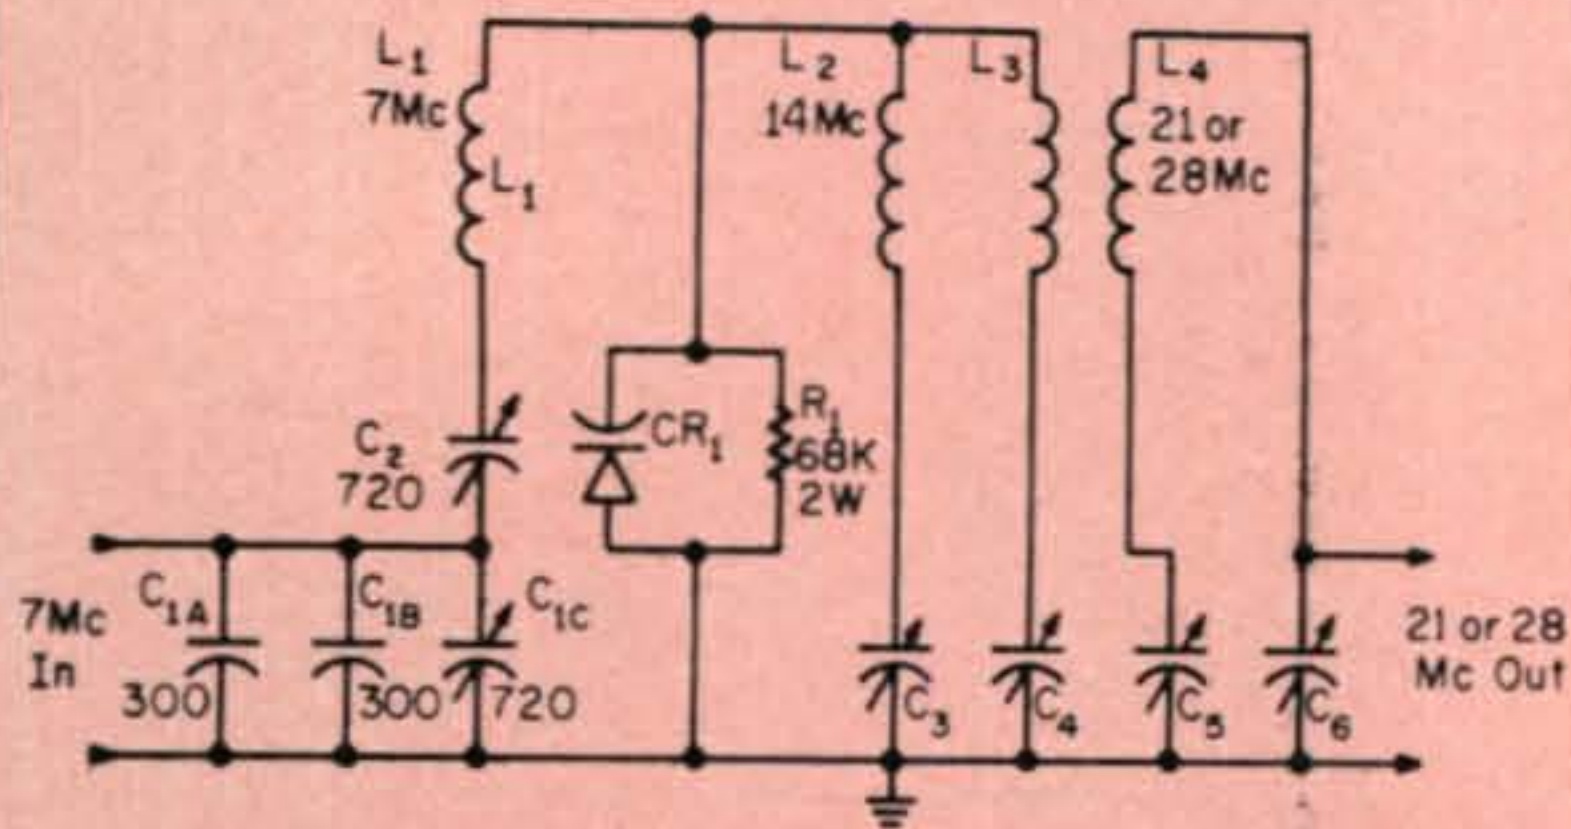 L1
7Mc
L1
L2
14Mc
L3
L4
21 or
28Mc
C2
720
CR1
R1
68K
2W
7Mc
In
C1A
300
C1B
300
C1C
720
C3
C4
C5
C6
21 or 28
Mc Out